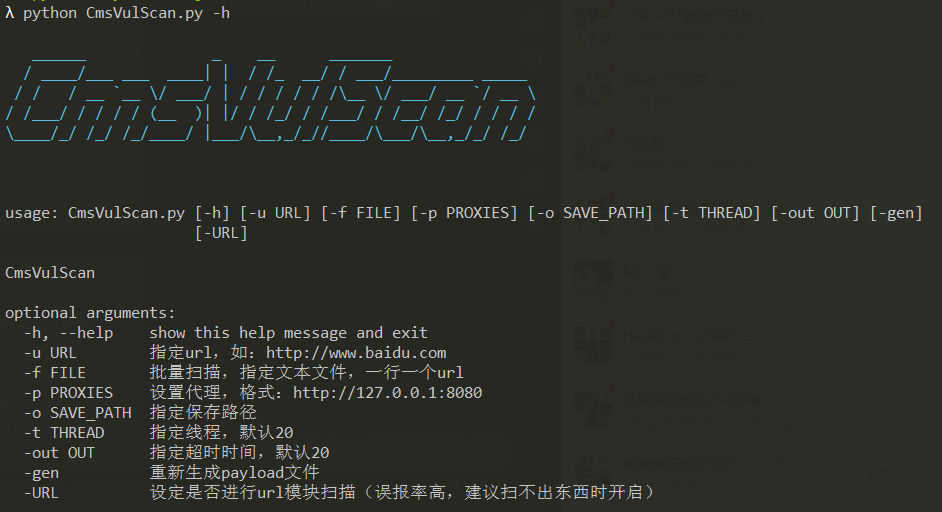 λ python CmsVulScan.py -h
CmsVulScan
usage: CmsVulScan.py [-h] [-u URL] [-f FILE] [-p PROXIES] [-o SAVE_PATH] [-t THREAD] [-out OUT] [-gen]
[-URL]
CmsVulScan
optional arguments:
-h, --help show this help message and exit
-u URL 指定url，如：http://www.baidu.com
-f FILE 批量扫描，指定文本文件，一行一个url
-p PROXIES 设置代理，格式：http://127.0.0.1:8080
-o SAVE_PATH 指定保存路径
-t THREAD 指定线程，默认20
-out OUT 指定超时时间，默认20
-gen 重新生成payload文件
-URL 设定是否进行url模块扫描（误报率高，建议扫不出东西时开启）